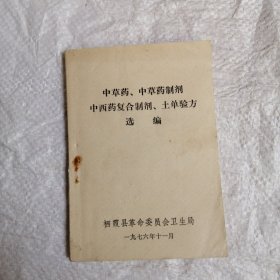 中草药、中草药制剂
中西药复合制剂、土单验方
选编
栖霞县革命委员会卫生局
一九七六年十一月